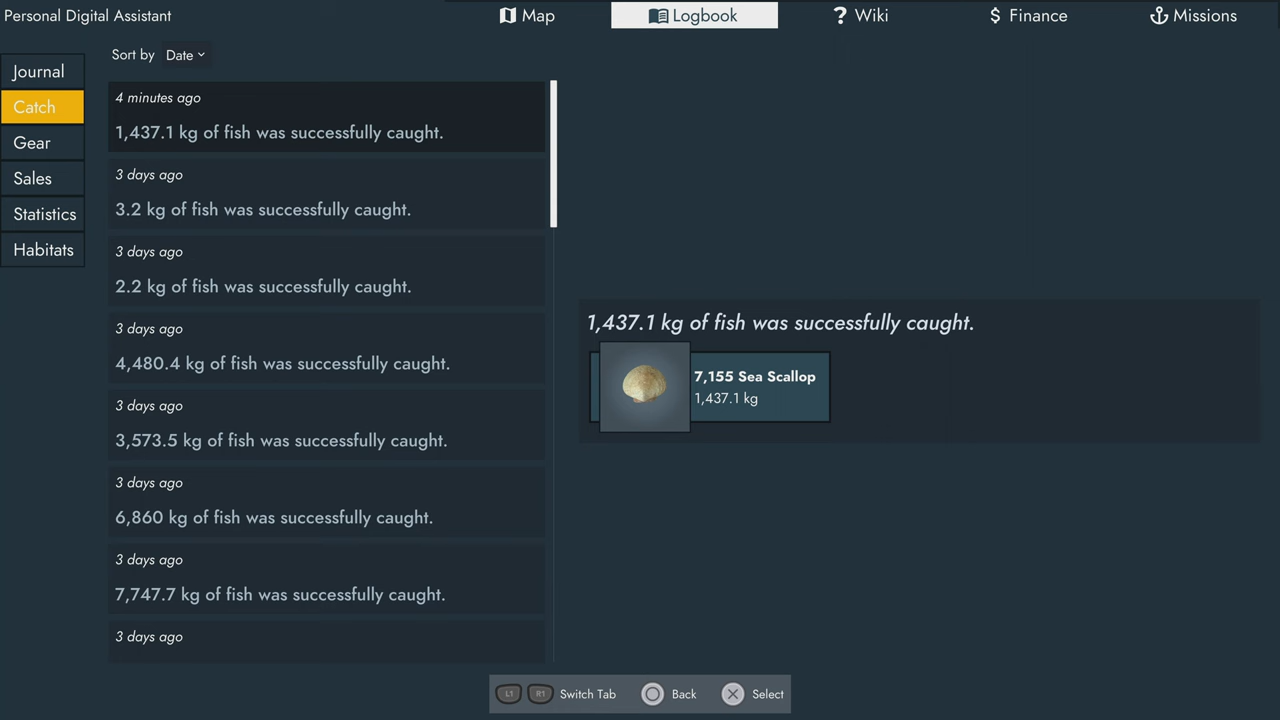 Personal Digital Assistant
Map
Logbook
? Wiki
$ Finance
Missions
Sort by Date
Journal
Catch
Gear
Sales
Statistics
Habitats
4 minutes ago
1,437.1 kg of fish was successfully caught.
3 days ago
3.2 kg of fish was successfully caught.
3 days ago
2.2 kg of fish was successfully caught.
3 days ago
4,480.4 kg of fish was successfully caught.
3 days ago
3,573.5 kg of fish was successfully caught.
3 days ago
6,860 kg of fish was successfully caught.
3 days ago
7,747.7 kg of fish was successfully caught.
3 days ago
1,437.1 kg of fish was successfully caught.
7,155 Sea Scallop
1,437.1 kg
L1 R1 Switch Tab Back Select